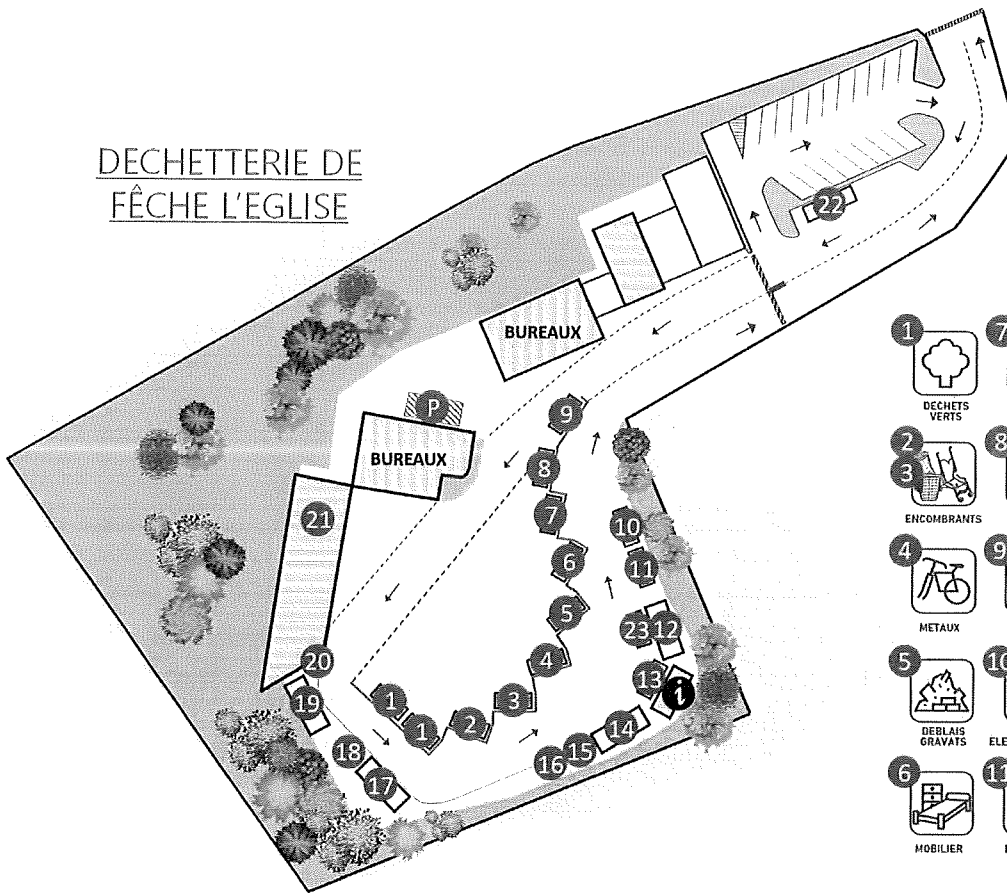 DECHETTERIE DE
FÊCHE L'EGLISE
22
BUREAUX
P
9
BUREAUX
8
21
7
10
6
11
5
23
12
20
4
13
i
19
1
3
1
2
14
18
15
16
17
1
DECHETS
VERTS
7
2
3
ENCOMBRANTS
8
4
METAUX
9
5
DEBLAIS
GRAVATS
10
6
MOBILIER
11